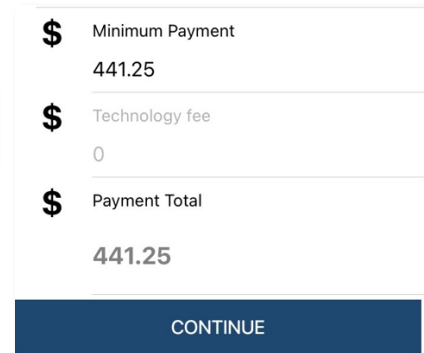 $ Minimum Payment
441.25
$ Technology fee
0
$ Payment Total
441.25
CONTINUE